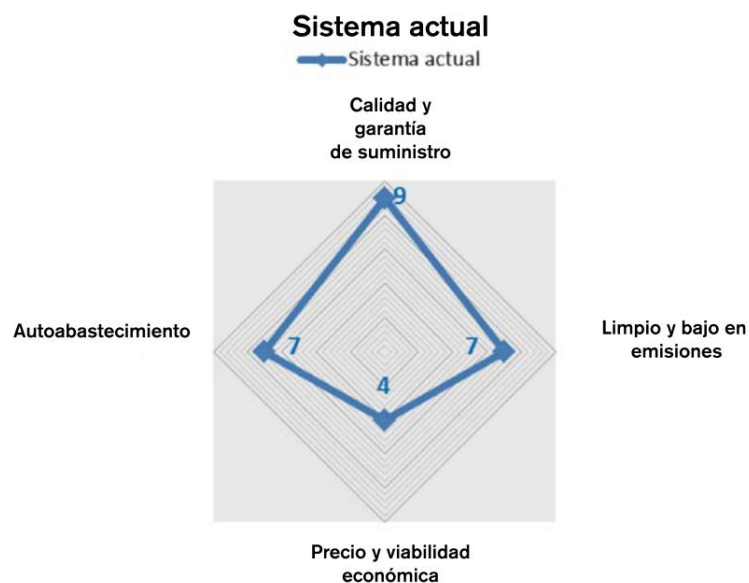 Sistema actual
Sistema actual
Calidad y
garantía
de suministro
9
Autoabastecimiento
7
7
Limpio y bajo en
emisiones
4
Precio y viabilidad
económica